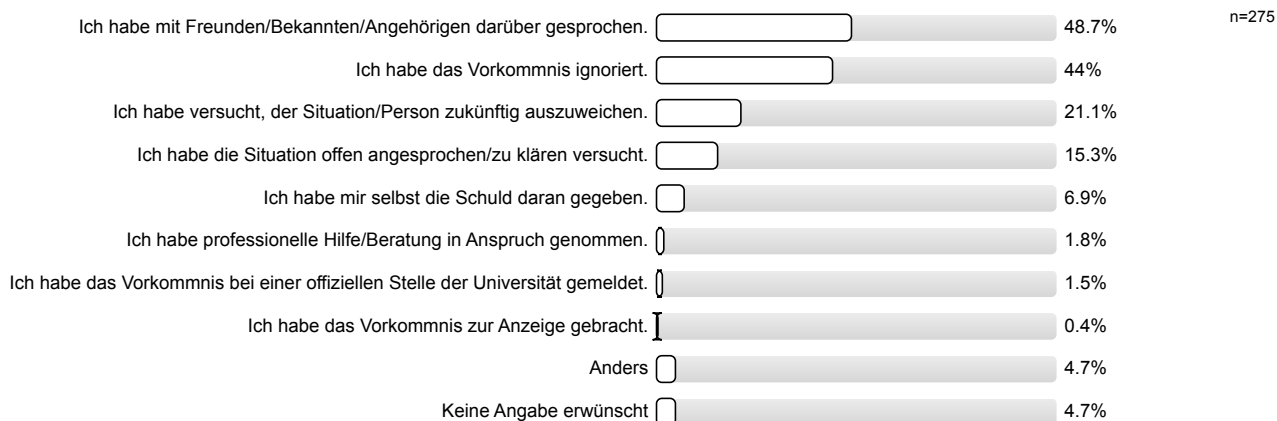 Ich habe mit Freunden/Bekannten/Angehörigen darüber gesprochen. 48.7% n=275
Ich habe das Vorkommnis ignoriert. 44%
Ich habe versucht, der Situation/Person zukünftig auszuweichen. 21.1%
Ich habe die Situation offen angesprochen/zu klären versucht. 15.3%
Ich habe mir selbst die Schuld daran gegeben. 6.9%
Ich habe professionelle Hilfe/Beratung in Anspruch genommen. 1.8%
Ich habe das Vorkommnis bei einer offiziellen Stelle der Universität gemeldet. 1.5%
Ich habe das Vorkommnis zur Anzeige gebracht. 0.4%
Anders 4.7%
Keine Angabe erwünscht 4.7%